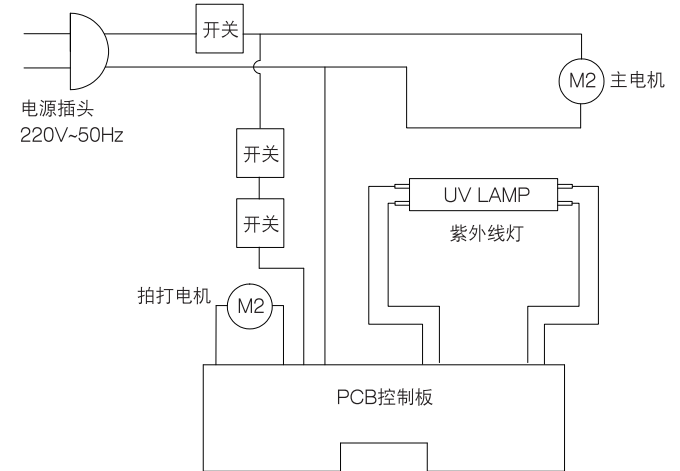 开关
M2
主电机
电源插头
220V~50Hz
开关
UV LAMP
开关
紫外线灯
拍打电机
M2
PCB控制板